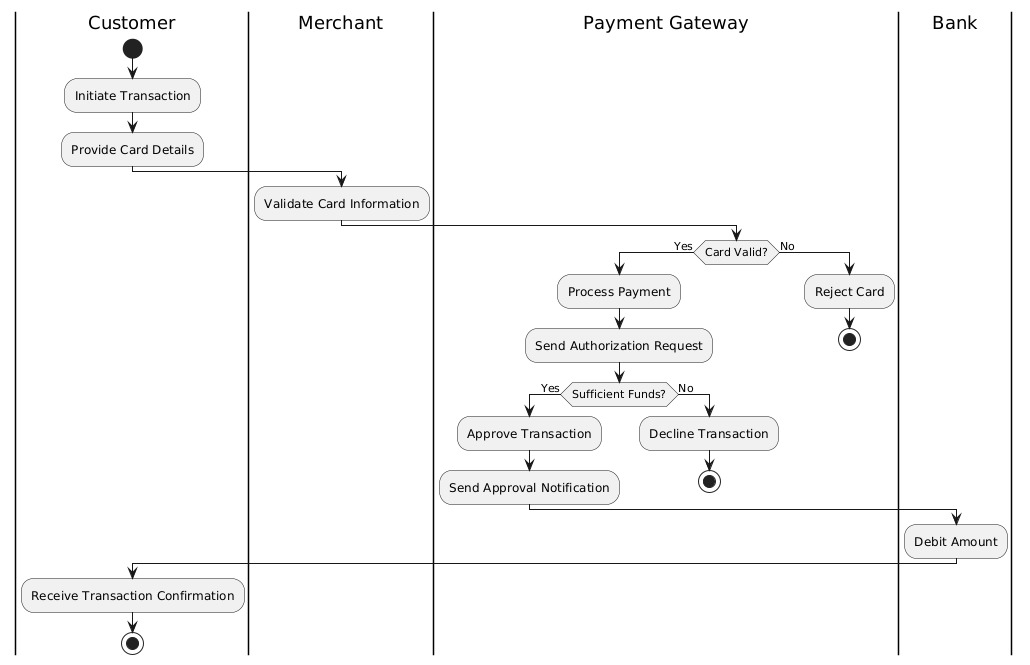 Customer
Merchant
Payment Gateway
Bank
Initiate Transaction
Provide Card Details
Validate Card Information
Yes
Card Valid?
No
Process Payment
Reject Card
Send Authorization Request
Yes
Sufficient Funds?
No
Approve Transaction
Decline Transaction
Send Approval Notification
Debit Amount
Receive Transaction Confirmation